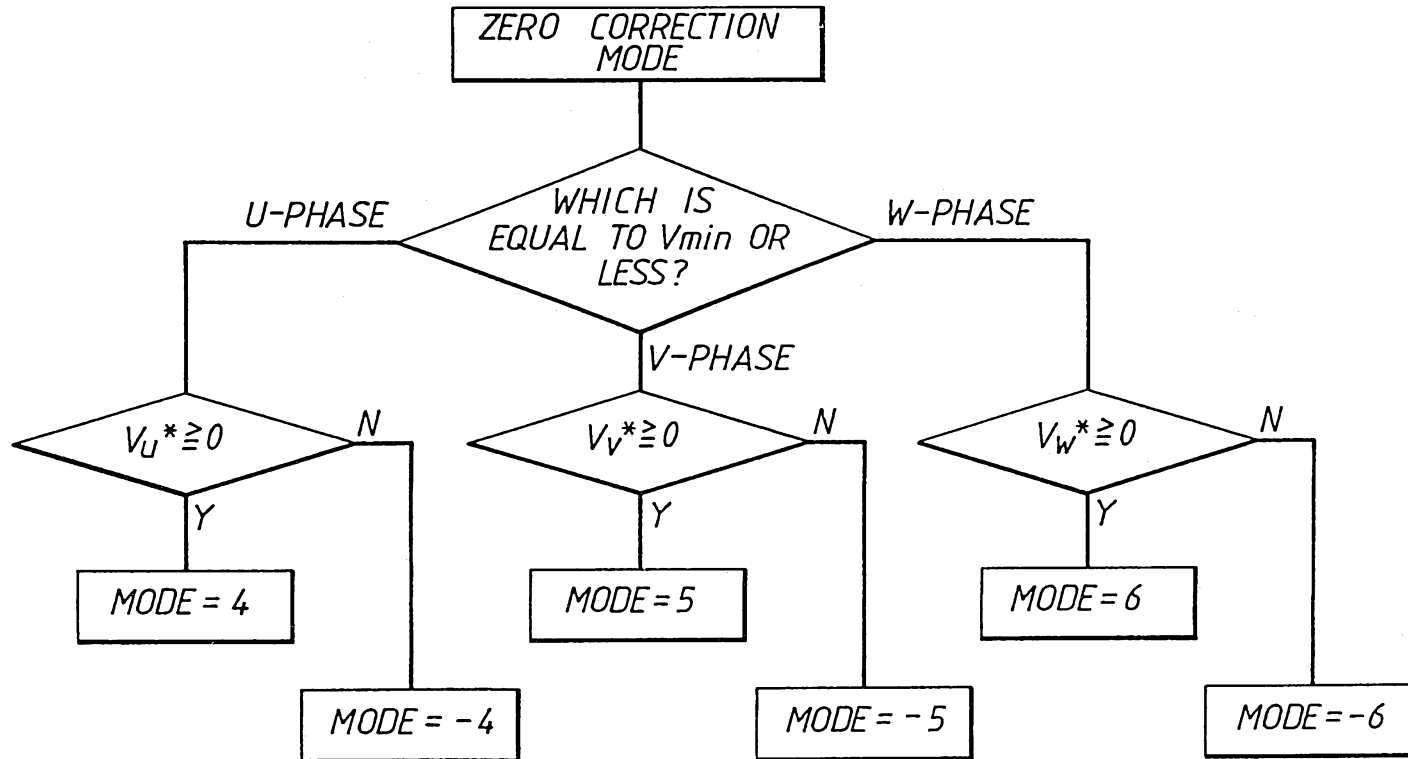 ZERO CORRECTION
MODE
WHICH IS
EQUAL TO Vmin OR
LESS?
U-PHASE
W-PHASE
V-PHASE
Vu*≧0
N
Y
Vv*≧0
N
Y
Vw*≧0
N
Y
MODE=4
MODE=5
MODE=6
MODE=-4
MODE=-5
MODE=-6